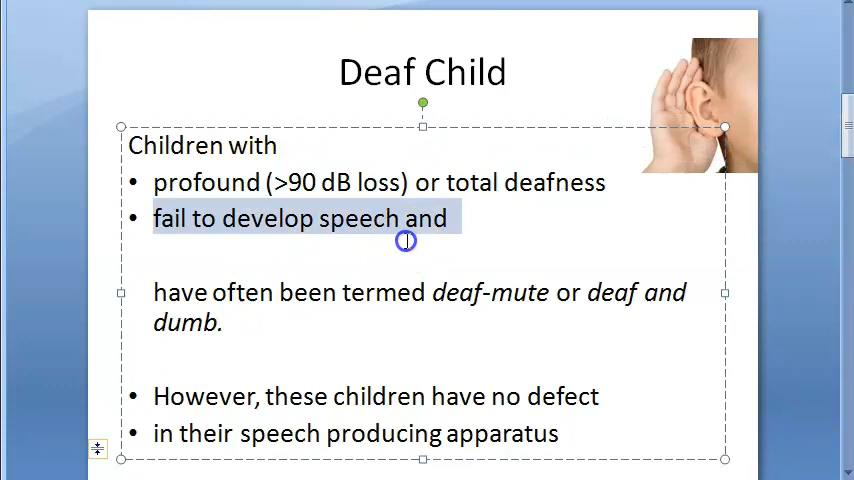 Deaf Child
Children with
• profound (>90 dB loss) or total deafness
• fail to develop speech and
have often been termed deaf-mute or deaf and
dumb.
• However, these children have no defect
• in their speech producing apparatus